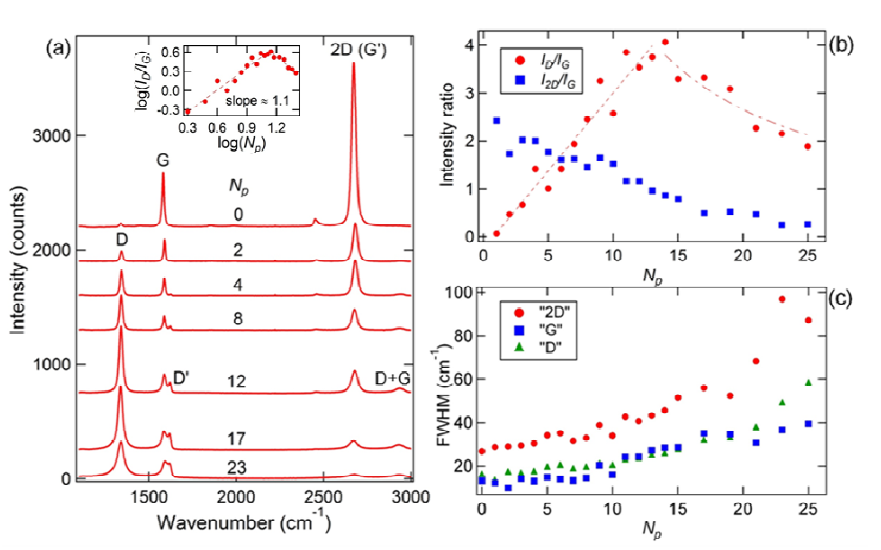 (a)
log(I_D/I_G)
0.6
0.3
0.0
-0.3
slope ≈ 1.1
0.3 0.6 0.9 1.2
log(N_p)
2D (G')
G
N_p
0
D
2
4
8
12
D'
D+G
17
23
Intensity (counts)
3000
2000
1000
0
1500 2000 2500 3000
Wavenumber (cm⁻¹)
(b)
I_D/I_G
I_2D/I_G
Intensity ratio
4
3
2
1
0
0 5 10 15 20 25
N_p
(c)
"2D"
"G"
"D"
FWHM (cm⁻¹)
100
80
60
40
20
0 5 10 15 20 25
N_p